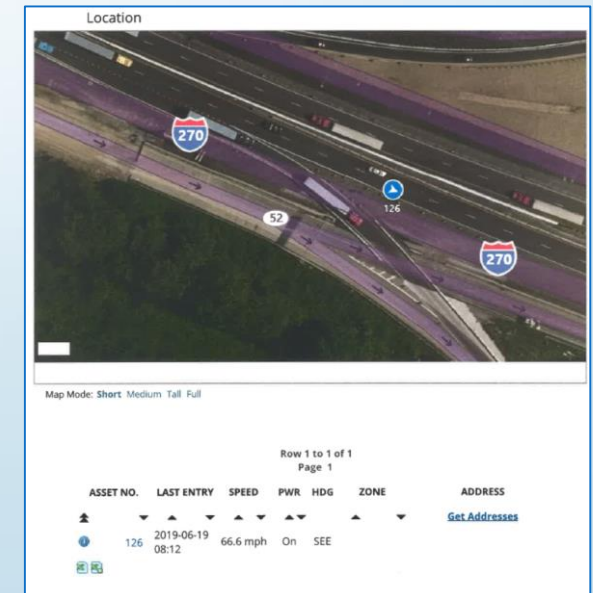 Location
270
126
52
270
Map Mode: Short Medium Tall Full
Row 1 to 1 of 1
Page 1
ASSET NO. LAST ENTRY SPEED PWR HDG ZONE ADDRESS
Get Addresses
126 2019-06-19 08:12 66.6 mph On SEE